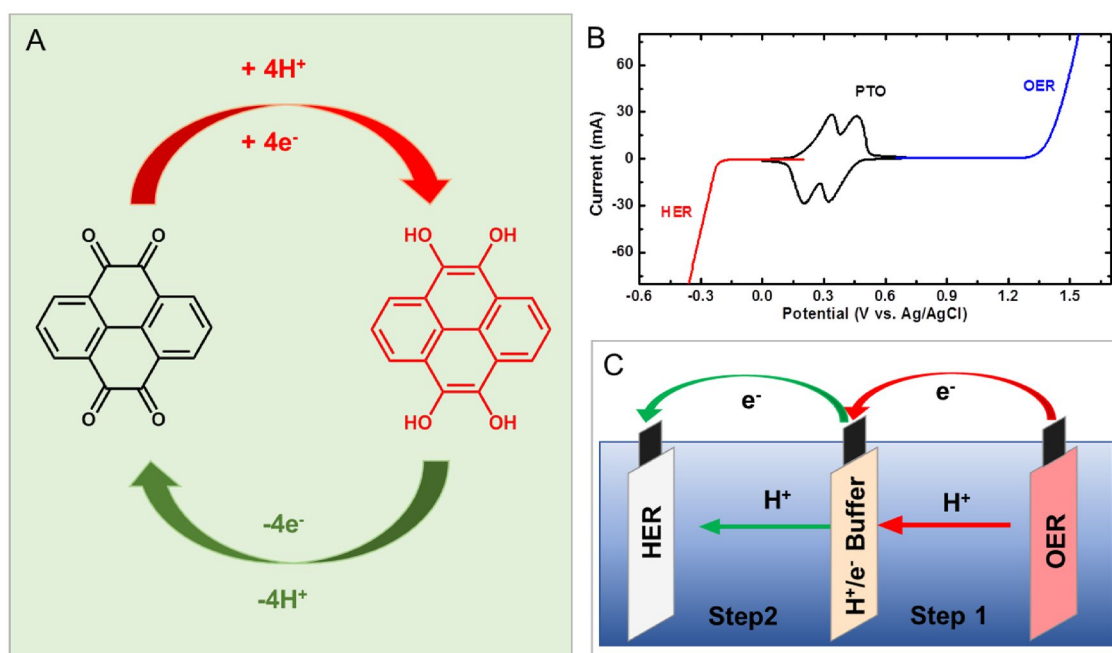 A
+ 4H⁺
+ 4e⁻
O O
O O
HO OH
HO OH
-4e⁻
-4H⁺
B
Current (mA)
60
30
0
-30
-60
PTO
OER
HER
-0.6 -0.3 0.0 0.3 0.6 0.9 1.2 1.5
Potential (V vs. Ag/AgCl)
C
e⁻ e⁻
HER
H⁺
H⁺/e⁻ Buffer
H⁺
OER
Step2 Step 1